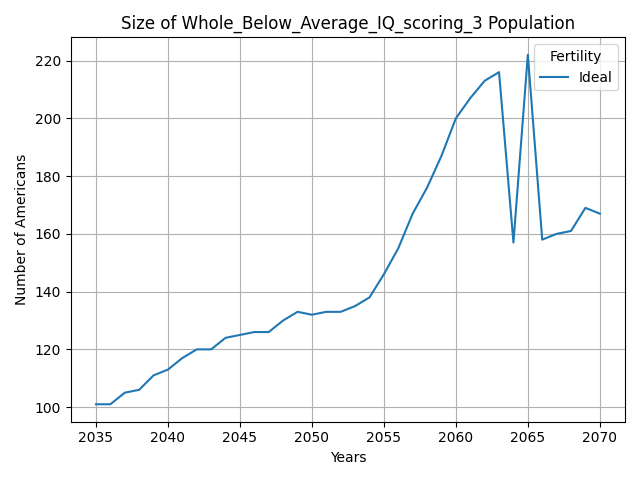 Size of Whole_Below_Average_IQ_scoring_3 Population
Fertility
Ideal
Number of Americans
220
200
180
160
140
120
100
2035 2040 2045 2050 2055 2060 2065 2070
Years